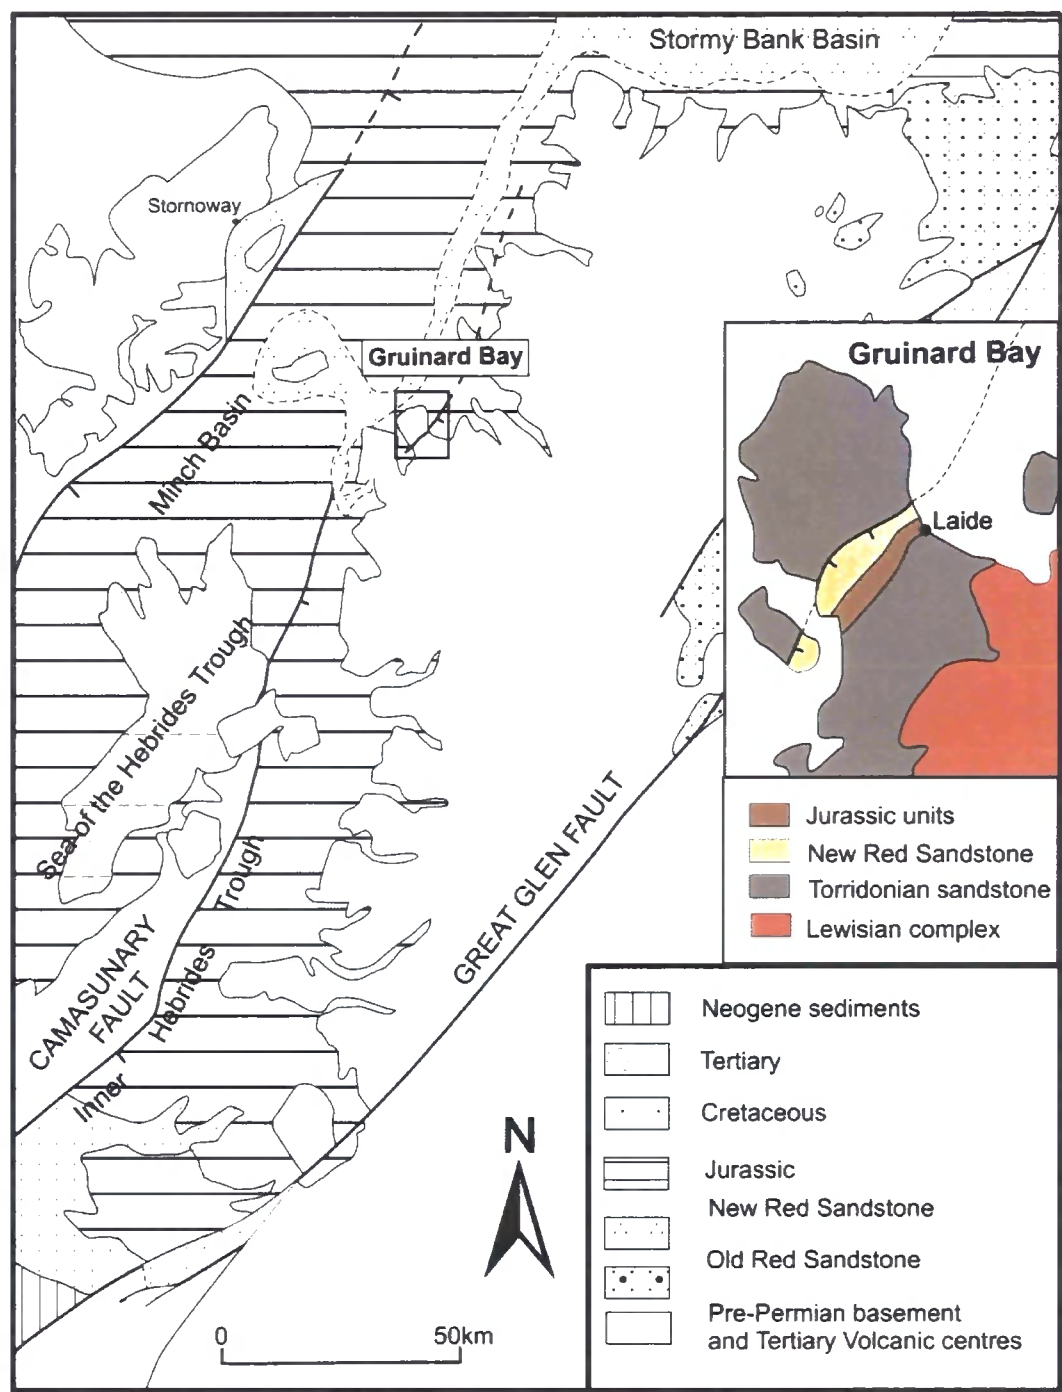 Stormy Bank Basin
Stornoway
Gruinard Bay
Minch Basin
Sea of the Hebrides Trough
CAMASUNARY
FAULT
Inner Hebrides Trough
GREAT GLEN FAULT
Gruinard Bay
Laide
Jurassic units
New Red Sandstone
Torridonian sandstone
Lewisian complex
Neogene sediments
Tertiary
Cretaceous
Jurassic
New Red Sandstone
Old Red Sandstone
Pre-Permian basement
and Tertiary Volcanic centres
N
0 50km